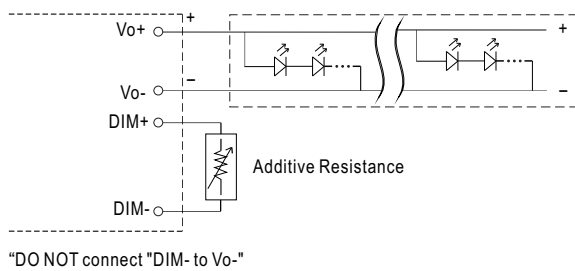 Vo+
+
+
Vo-
−
−
DIM+
Additive Resistance
DIM-
“DO NOT connect "DIM- to Vo-"